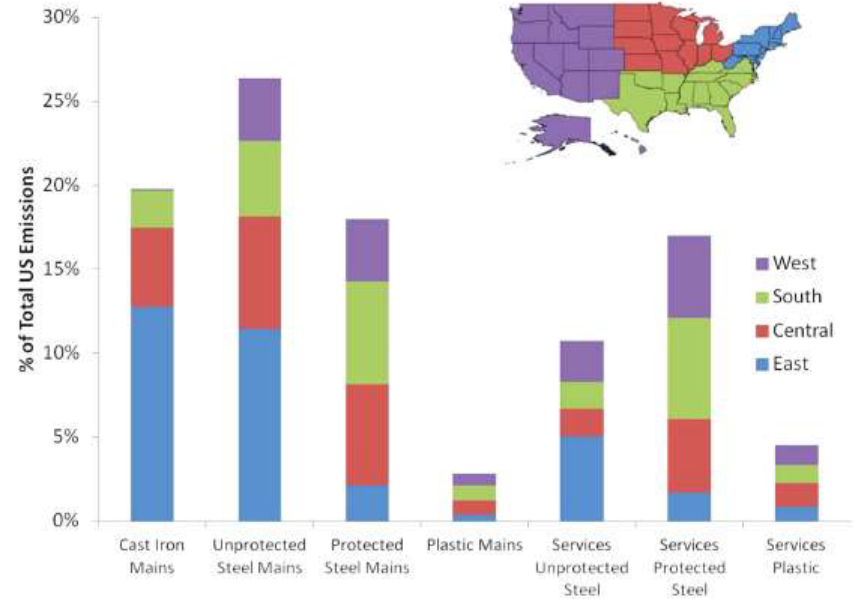 30%
25%
20%
15%
10%
5%
0%
% of Total US Emissions
West
South
Central
East
Cast Iron
Mains
Unprotected
Steel Mains
Protected
Steel Mains
Plastic Mains
Services
Unprotected
Steel
Services
Protected
Steel
Services
Plastic